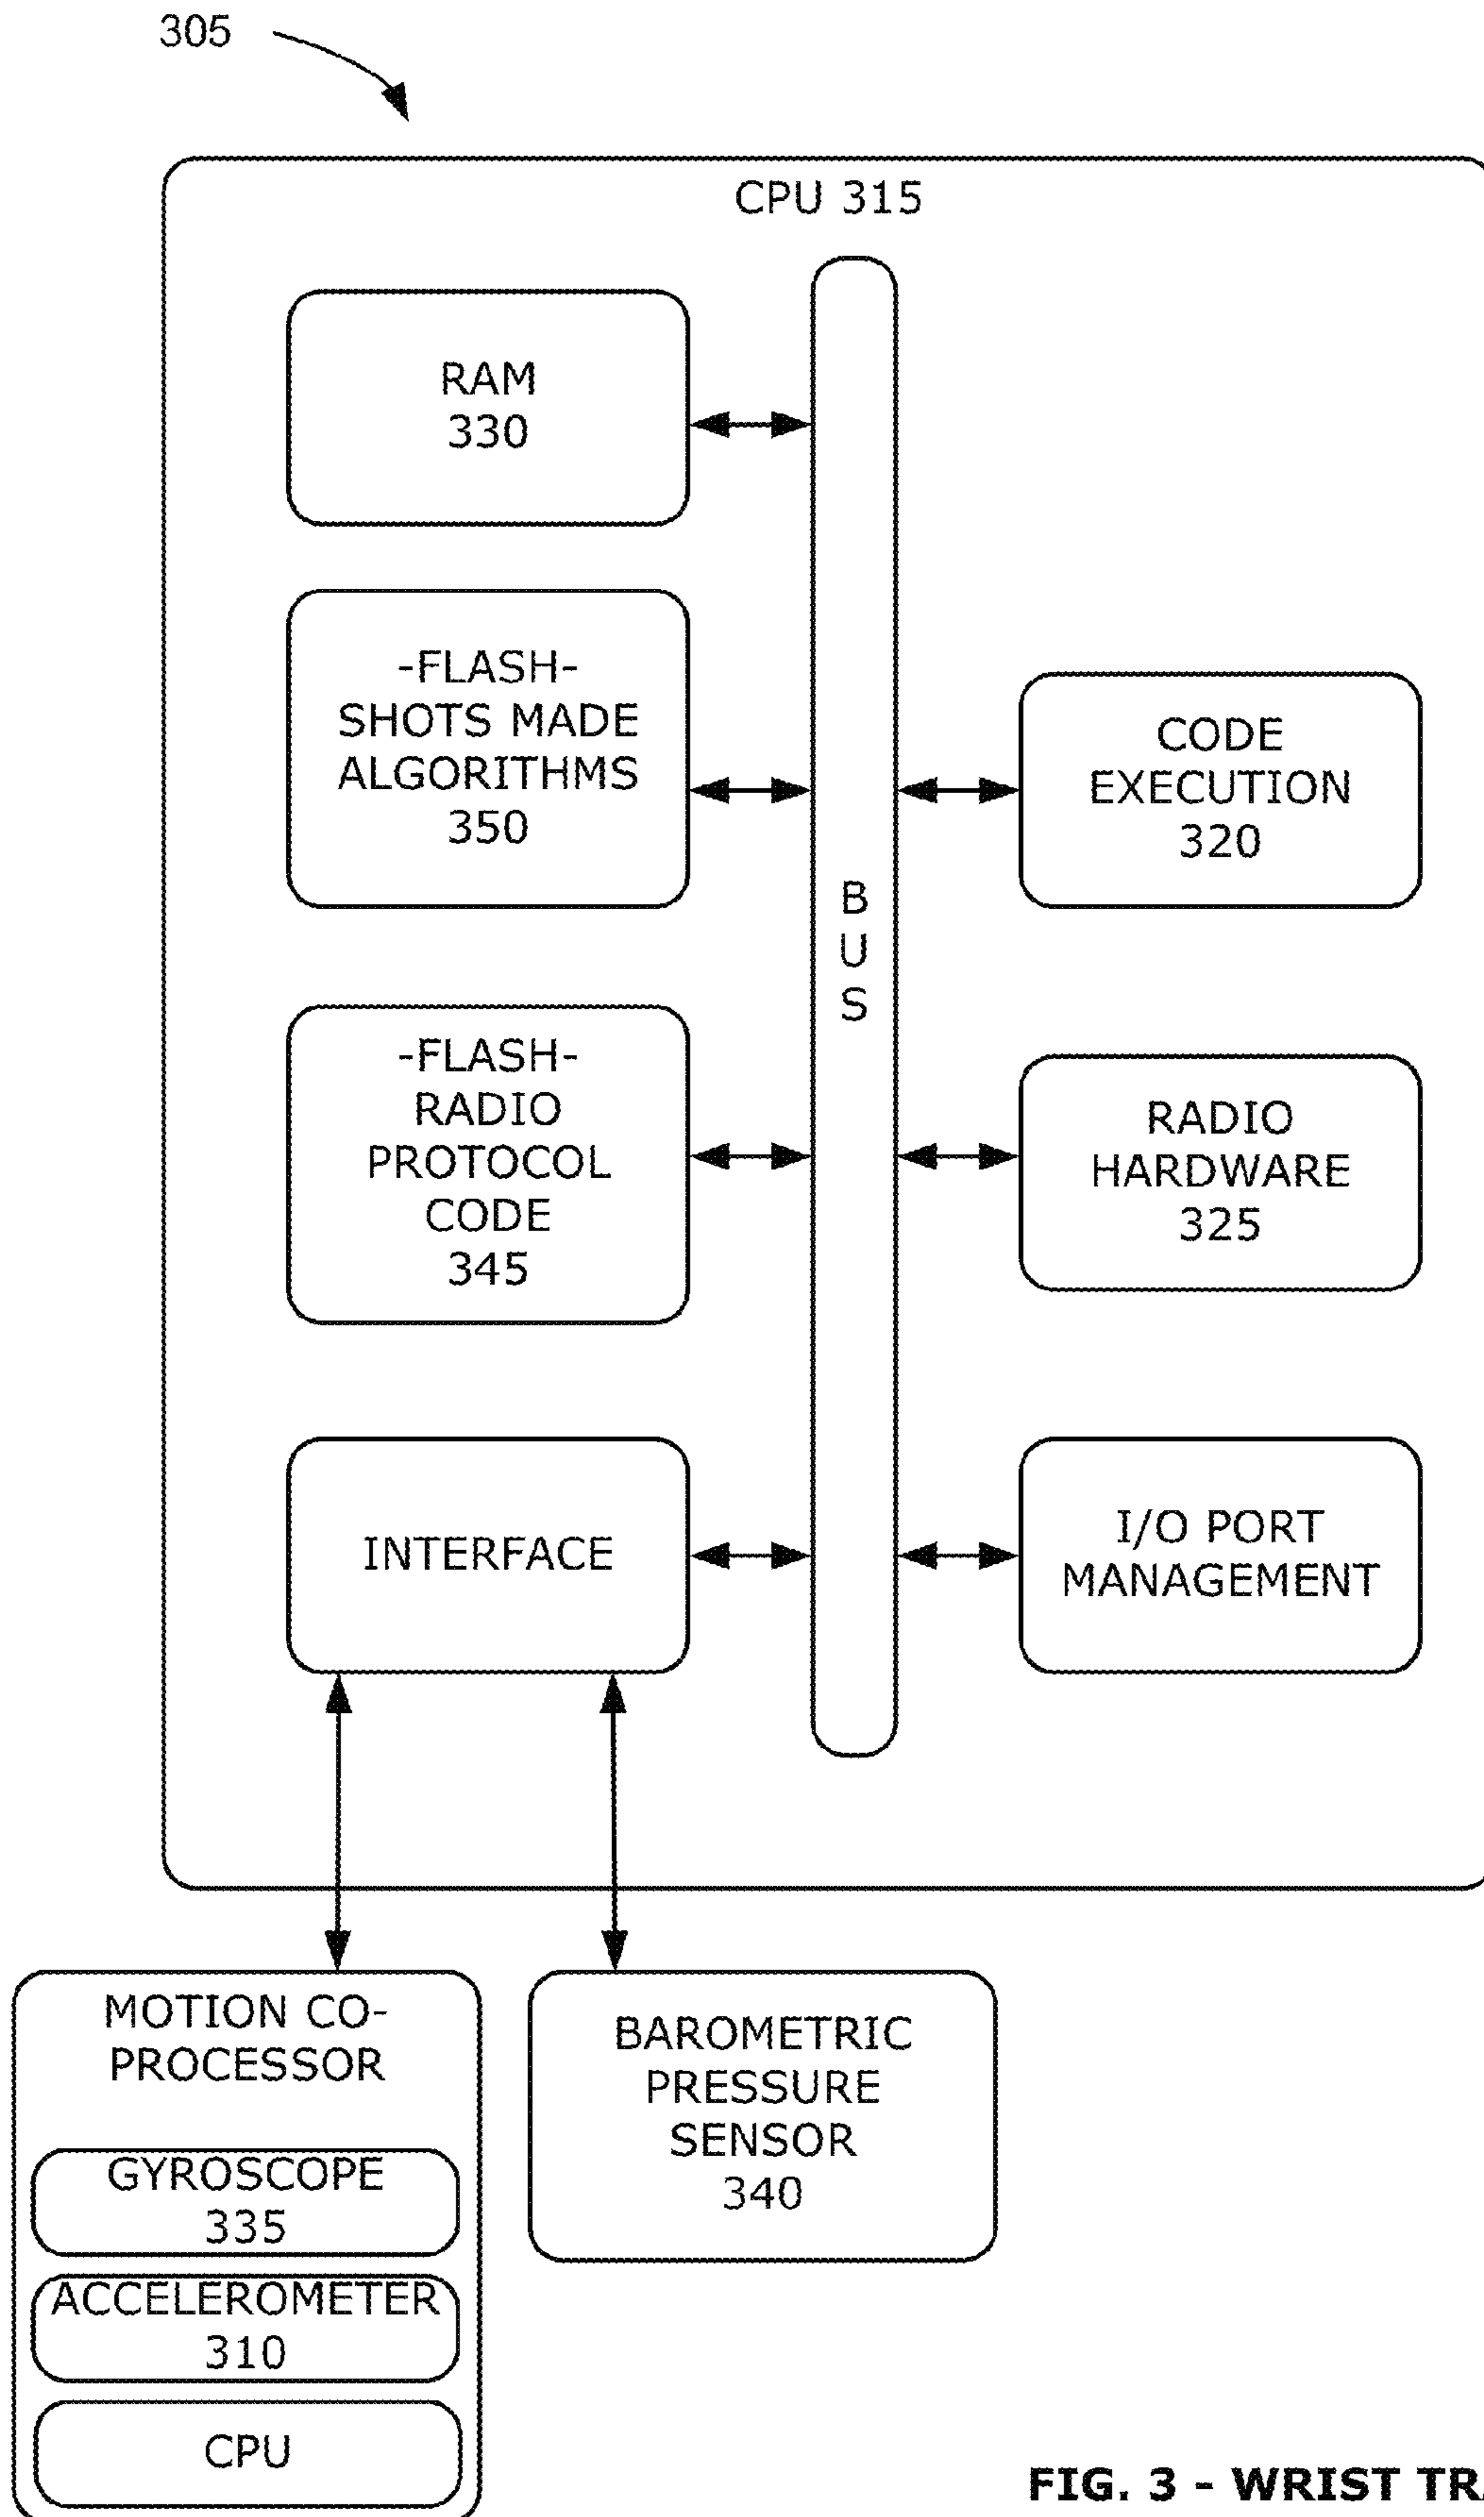 305
CPU 315
RAM
330
-FLASH-
SHOTS MADE
ALGORITHMS
350
-FLASH-
RADIO
PROTOCOL
CODE
345
INTERFACE
B
U
S
CODE
EXECUTION
320
RADIO
HARDWARE
325
I/O PORT
MANAGEMENT
MOTION CO-
PROCESSOR
GYROSCOPE
335
ACCELEROMETER
310
CPU
BAROMETRIC
PRESSURE
SENSOR
340
FIG. 3 - WRIST